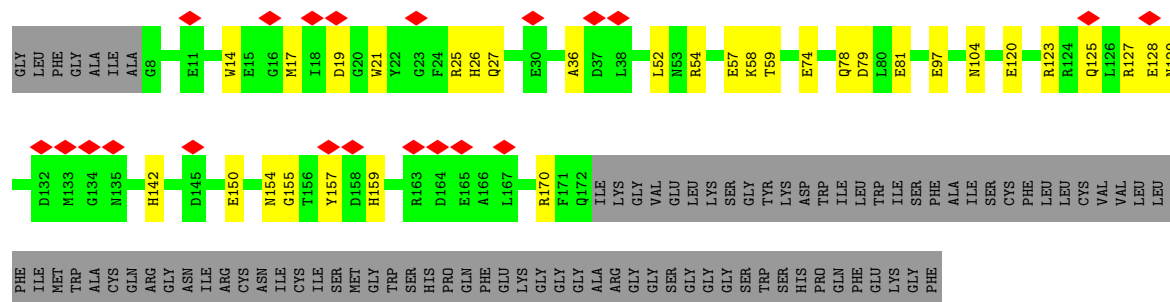 GLY LEU PHE GLY ALA ILE ALA G8 E11 W14 E15 G16 M17 I18 D19 G20 W21 Y22 G23 F24 R25 H26 Q27 E30 A36 D37 L38 L52 N53 R54 E57 K58 T59 E74 Q78 D79 L80 E81 E97 N104 E120 R123 R124 Q125 L126 R127 E128 N129
D132 M133 G134 N135 H142 D145 E150 N154 G155 T156 Y157 D158 H159 R163 D164 E165 A166 L167 R170 F171 Q172 ILE LYS GLY VAL GLU LEU LYS SER GLY TYR LYS ASP TRP ILE LEU TRP ILE SER PHE ALA ILE SER CYS PHE LEU LEU CYS VAL VAL LEU LEU
PHE ILE MET TRP ALA CYS GLN ARG GLY ASN ILE ARG CYS ASN ILE CYS ILE SER MET GLY TRP SER HIS PRO GLN PHE GLU LYS GLY GLY GLY ALA ARG GLY GLY SER GLY GLY GLY SER TRP SER HIS PRO GLN PHE GLU LYS GLY PHE